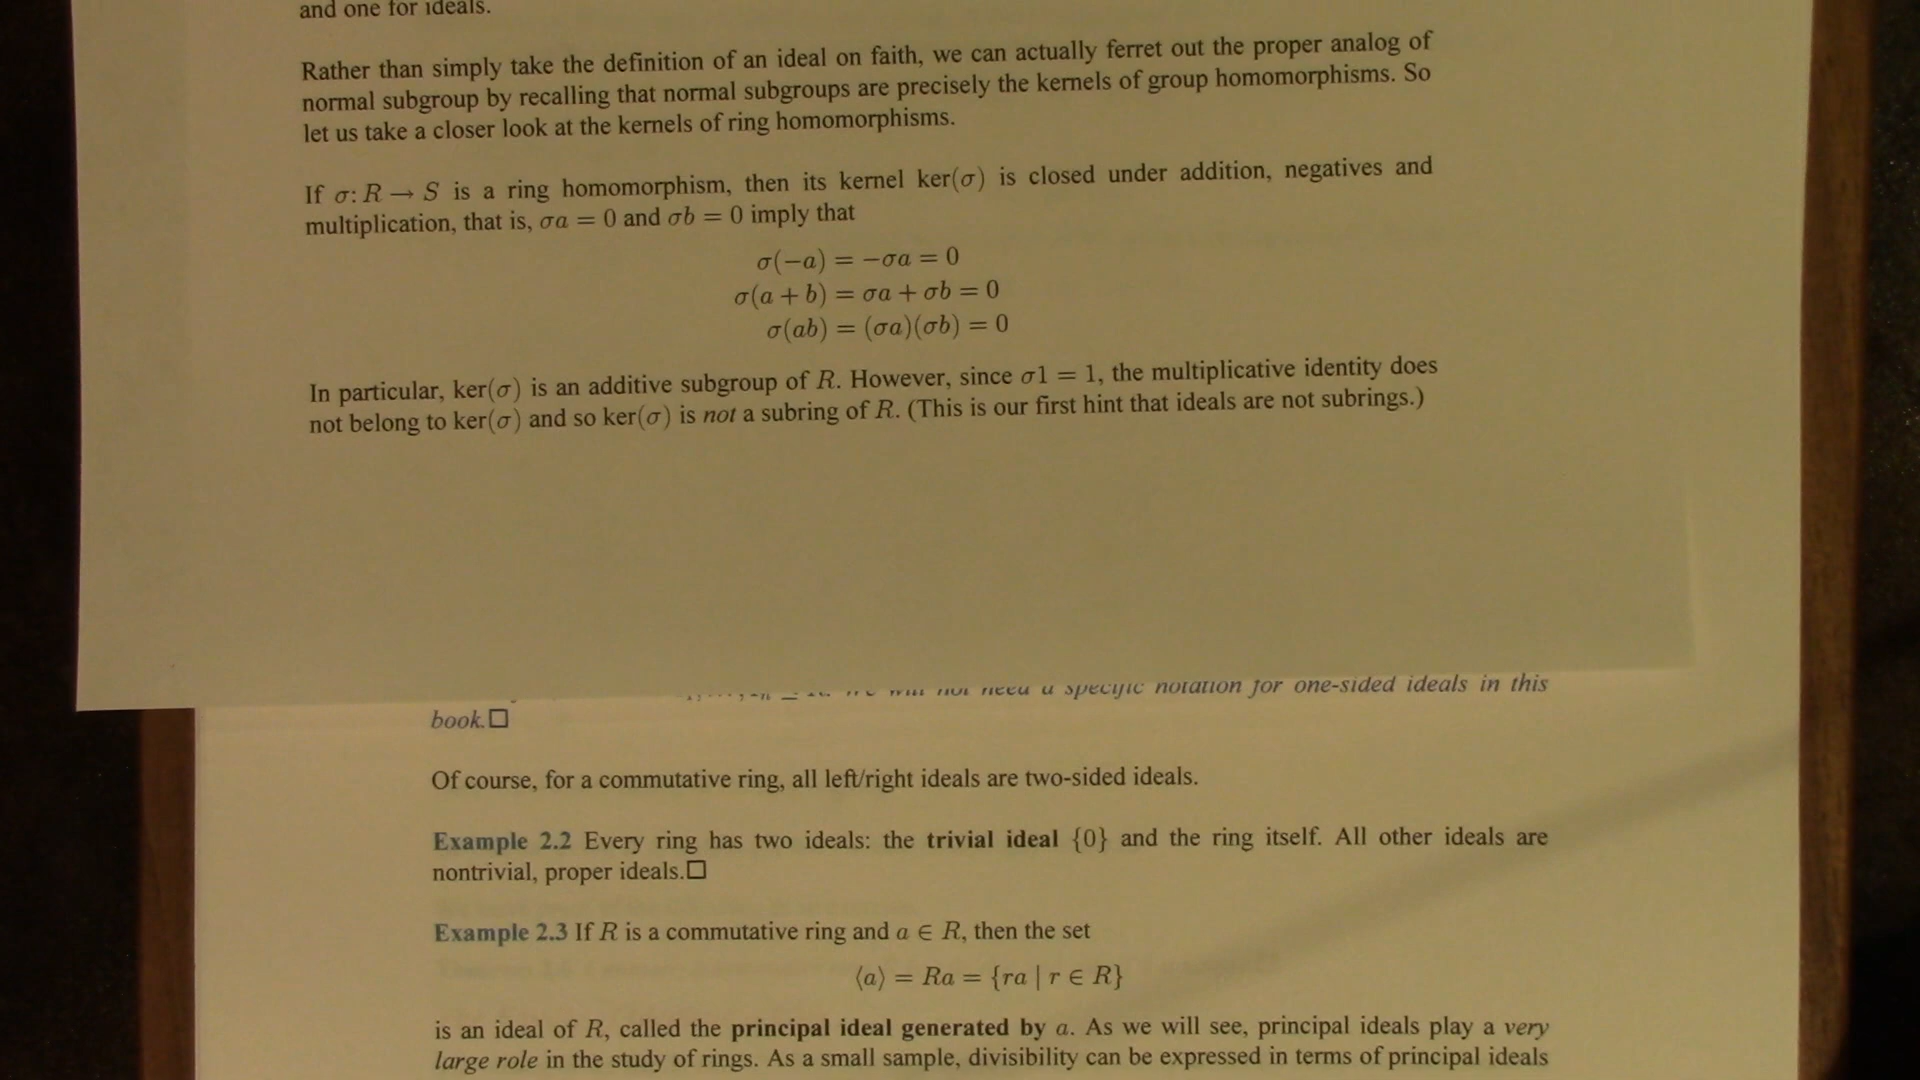 and one for ideals.
Rather than simply take the definition of an ideal on faith, we can actually ferret out the proper analog of
normal subgroup by recalling that normal subgroups are precisely the kernels of group homomorphisms. So
let us take a closer look at the kernels of ring homomorphisms.
If σ: R → S is a ring homomorphism, then its kernel ker(σ) is closed under addition, negatives and
multiplication, that is, σa = 0 and σb = 0 imply that
σ(−a) = −σa = 0
σ(a + b) = σa + σb = 0
σ(ab) = (σa)(σb) = 0
In particular, ker(σ) is an additive subgroup of R. However, since σ1 = 1, the multiplicative identity does
not belong to ker(σ) and so ker(σ) is not a subring of R. (This is our first hint that ideals are not subrings.)
will not need a specific notation for one-sided ideals in this
book.□
Of course, for a commutative ring, all left/right ideals are two-sided ideals.
Example 2.2 Every ring has two ideals: the trivial ideal {0} and the ring itself. All other ideals are
nontrivial, proper ideals.□
Example 2.3 If R is a commutative ring and a ∈ R, then the set
⟨a⟩ = Ra = {ra | r ∈ R}
is an ideal of R, called the principal ideal generated by a. As we will see, principal ideals play a very
large role in the study of rings. As a small sample, divisibility can be expressed in terms of principal ideals